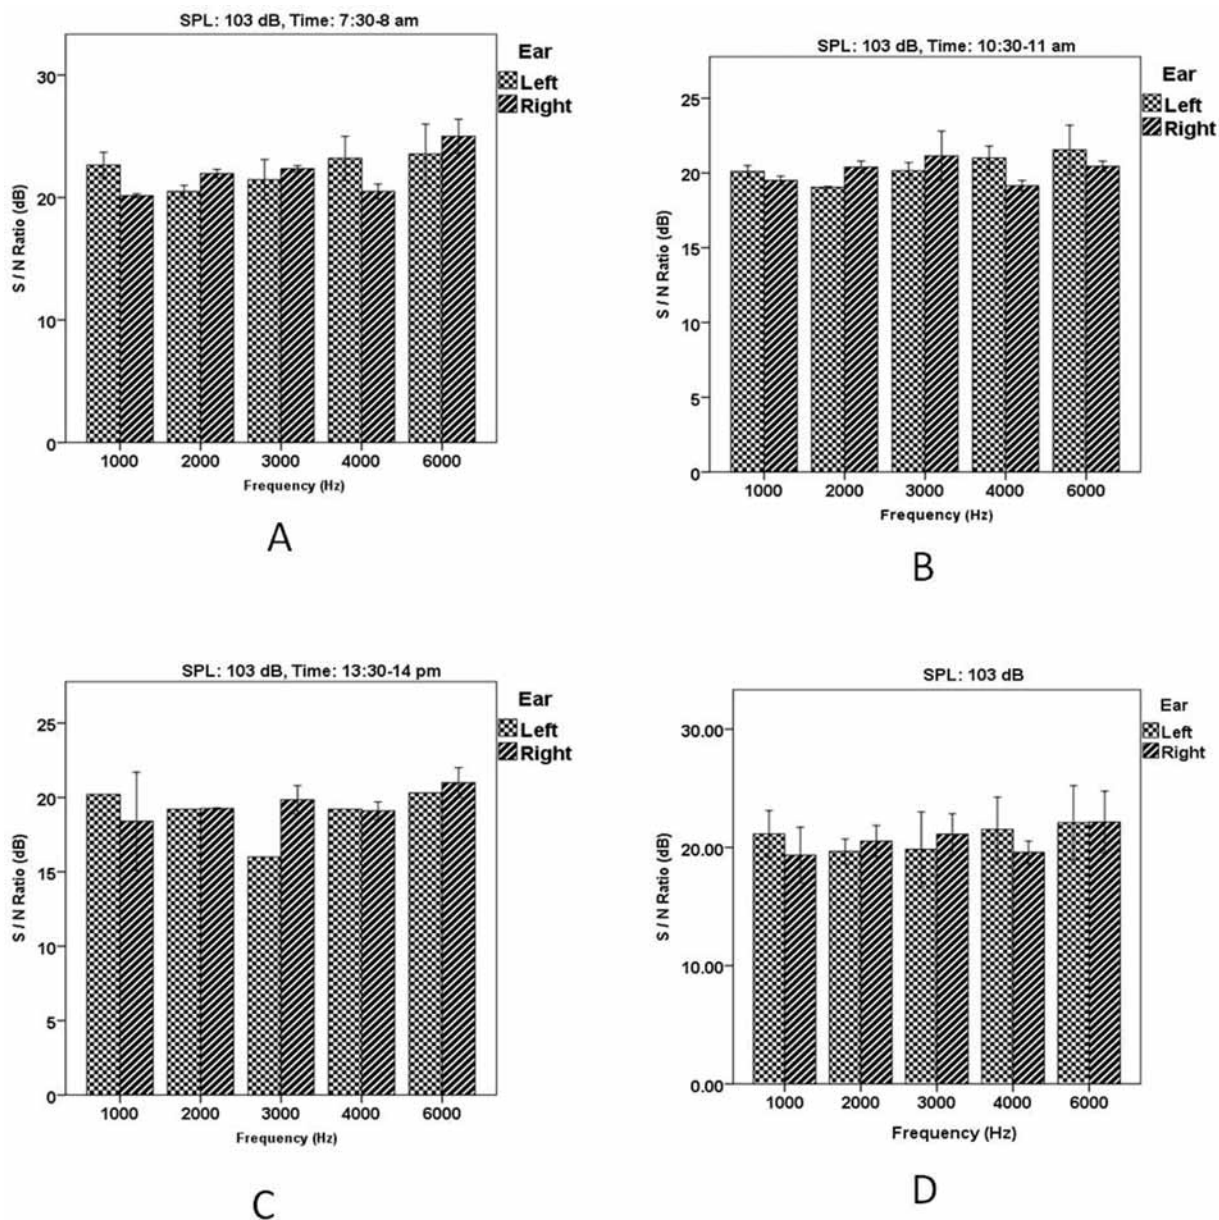 SPL: 103 dB, Time: 7:30-8 am
Ear
Left
Right
30
20
10
0
S / N Ratio (dB)
1000 2000 3000 4000 6000
Frequency (Hz)
A
SPL: 103 dB, Time: 10:30-11 am
Ear
Left
Right
25
20
15
10
5
0
S / N Ratio (dB)
1000 2000 3000 4000 6000
Frequency (Hz)
B
SPL: 103 dB, Time: 13:30-14 pm
Ear
Left
Right
25
20
15
10
5
0
S / N Ratio (dB)
1000 2000 3000 4000 6000
Frequency (Hz)
C
SPL: 103 dB
Ear
Left
Right
30.00
20.00
10.00
0.00
S / N Ratio (dB)
1000 2000 3000 4000 6000
Frequency (Hz)
D